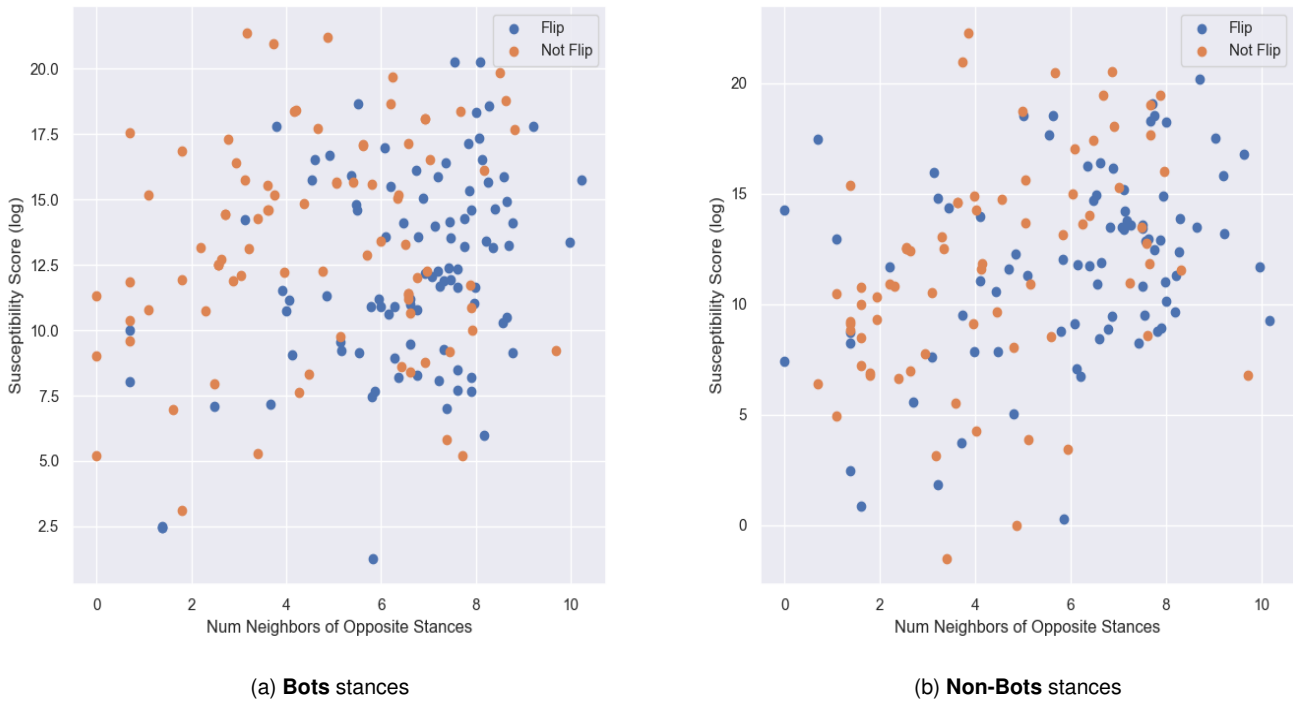 Flip
Not Flip
20.0
17.5
15.0
12.5
10.0
7.5
5.0
2.5
Susceptibility Score (log)
0 2 4 6 8 10
Num Neighbors of Opposite Stances
(a) Bots stances
Flip
Not Flip
20
15
10
5
0
Susceptibility Score (log)
0 2 4 6 8 10
Num Neighbors of Opposite Stances
(b) Non-Bots stances